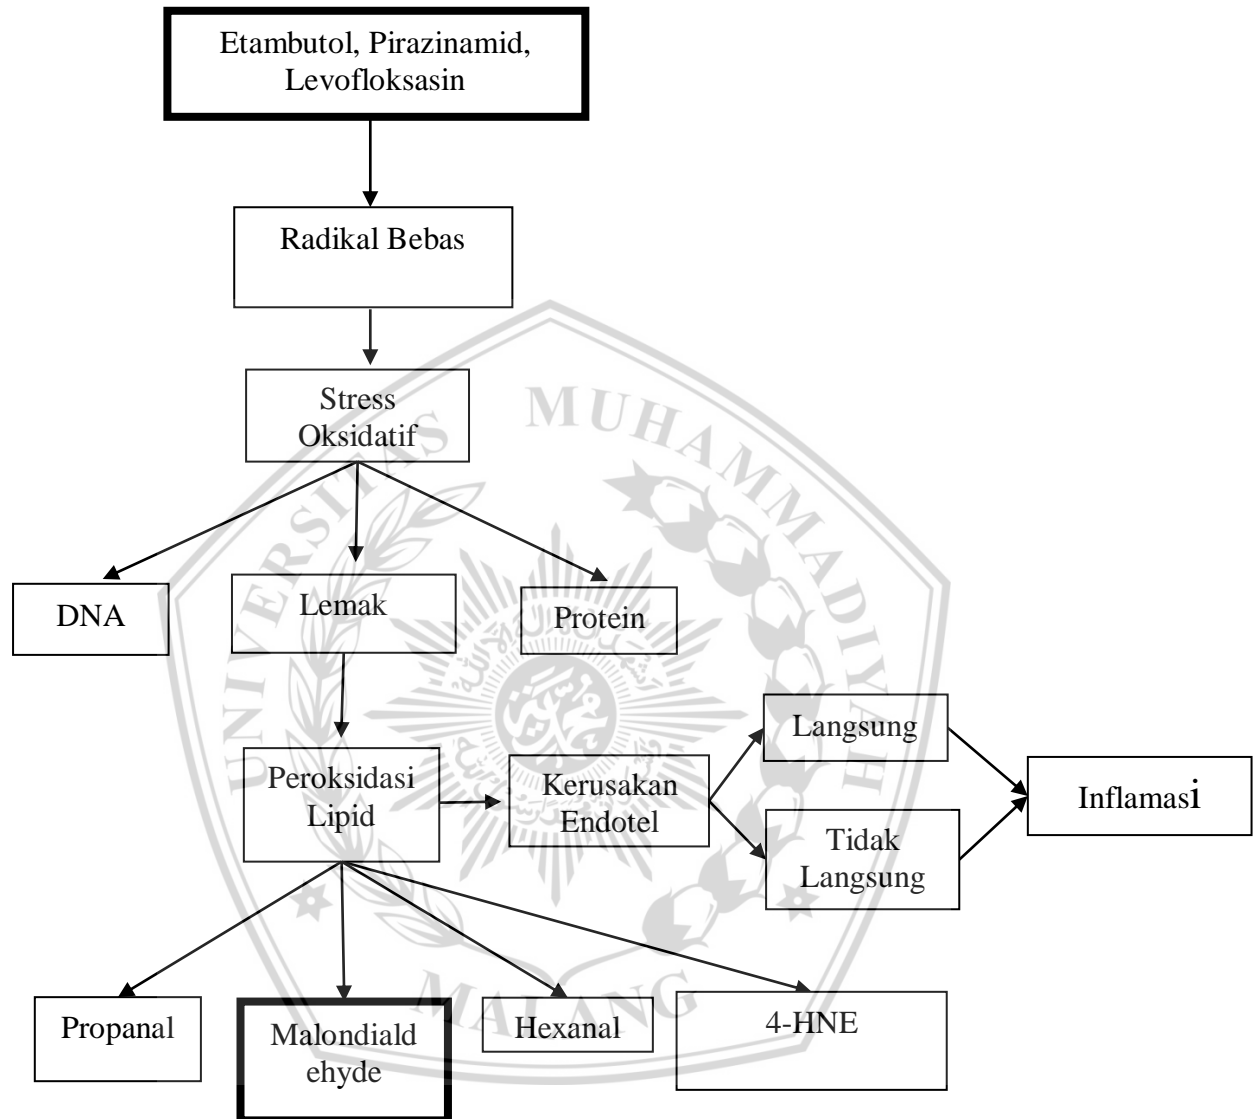 Etambutol, Pirazinamid,
Levofloksasin
Radikal Bebas
Stress
Oksidatif
DNA
Lemak
Protein
Peroksidasi
Lipid
Kerusakan
Endotel
Langsung
Tidak
Langsung
Inflamasi
Propanal
Malondiald
ehyde
Hexanal
4-HNE
UNIVERSITAS MUHAMMADIYAH
MALANG